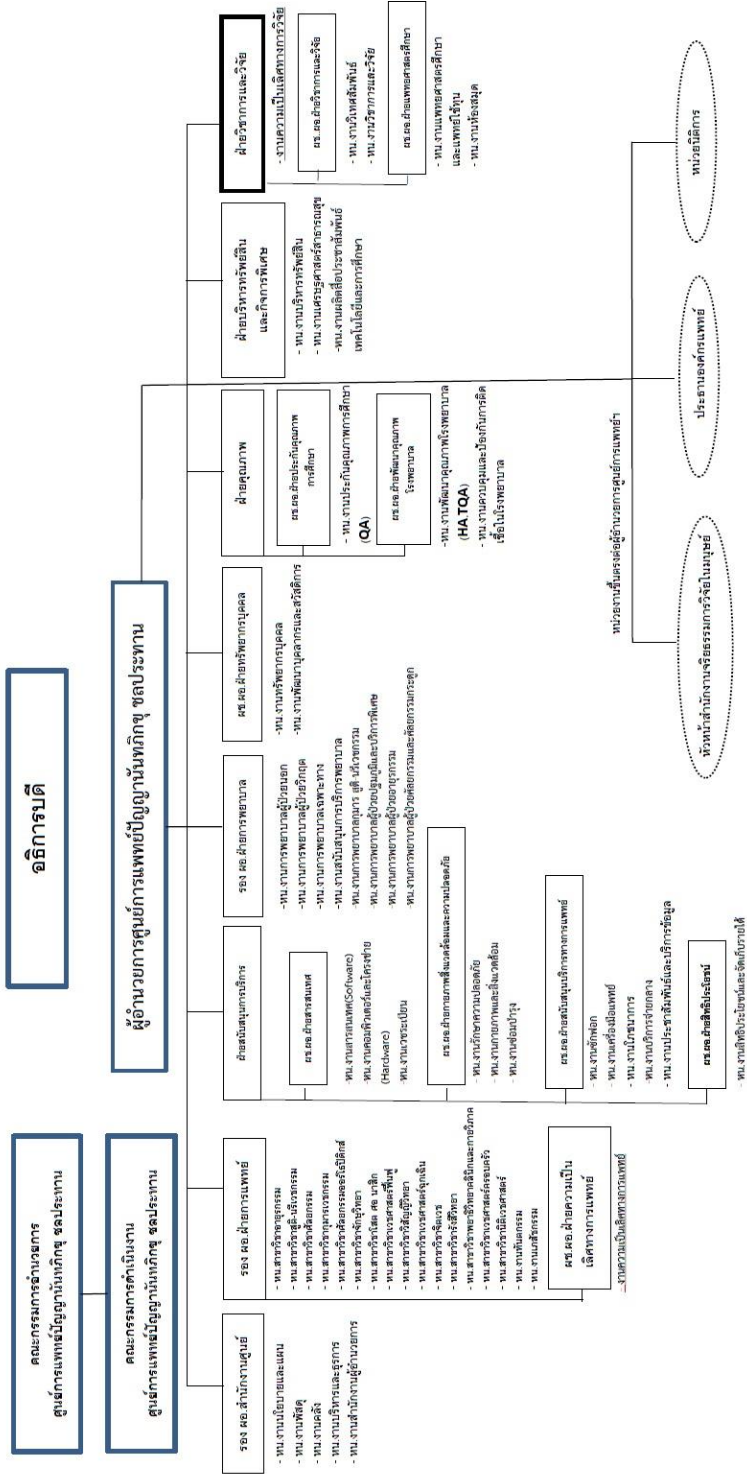 อธิการบดี
คณะกรรมการอำนวยการ
ศูนย์การแพทย์ปัญญานันทภิกขุ ชลประทาน
คณะกรรมการดำเนินงาน
ศูนย์การแพทย์ปัญญานันทภิกขุ ชลประทาน
ผู้อำนวยการศูนย์การแพทย์ปัญญานันทภิกขุ ชลประทาน
รอง ผอ.สำนักงานศูนย์
- หน.งานนโยบายและแผน
- หน.งานพัสดุ
- หน.งานคลัง
- หน.งานบริหารและธุรการ
- หน.งานสำนักงานผู้อำนวยการ
รอง ผอ.ฝ่ายการแพทย์
- หน.สาขาวิชาอายุรกรรม
- หน.สาขาวิชาสูติ-นรีเวชกรรม
- หน.สาขาวิชาศัลยกรรม
- หน.สาขาวิชากุมารเวชกรรม
- หน.สาขาวิชาศัลยกรรมออร์โธปิดิกส์
- หน.สาขาวิชาจักษุวิทยา
- หน.สาขาวิชาโสต ศอ นาสิก
- หน.สาขาวิชาเวชศาสตร์ฟื้นฟู
- หน.สาขาวิชาวิสัญญีวิทยา
- หน.สาขาวิชาเวชศาสตร์ฉุกเฉิน
- หน.สาขาวิชาจิตเวช
- หน.สาขาวิชารังสีวิทยา
- หน.สาขาวิชาพยาธิวิทยาคลินิกและกายวิภาค
- หน.สาขาวิชาเวชศาสตร์ครอบครัว
- หน.สาขาวิชานิติเวชศาสตร์
- หน.งานทันตกรรม
- หน.งานเภสัชกรรม
ผช.ผอ.ฝ่ายความเป็น
เลิศทางการแพทย์
-งานความเป็นเลิศทางการแพทย์
ฝ่ายสนับสนุนการบริการ
ผช.ผอ.ฝ่ายสารสนเทศ
-หน.งานสารสนเทศ(Software)
-หน.งานคอมพิวเตอร์และโครงข่าย
(Hardware)
-หน.งานเวชระเบียน
ผช.ผอ.ฝ่ายกายภาพสิ่งแวดล้อมและความปลอดภัย
- หน.งานรักษาความปลอดภัย
- หน.งานกายภาพและสิ่งแวดล้อม
- หน.งานซ่อมบำรุง
ผช.ผอ.ฝ่ายสนับสนุนบริการทางการแพทย์
- หน.งานซักฟอก
- หน.งานเครื่องมือแพทย์
- หน.งานโภชนาการ
- หน.งานบริการจ่ายกลาง
- หน.งานประชาสัมพันธ์และบริการข้อมูล
ผช.ผอ.ฝ่ายสิทธิประโยชน์
- หน.งานสิทธิประโยชน์และจัดเก็บรายได้
รอง ผอ.ฝ่ายการพยาบาล
-หน.งานการพยาบาลผู้ป่วยนอก
-หน.งานการพยาบาลผู้ป่วยวิกฤต
-หน.งานการพยาบาลเฉพาะทาง
-หน.งานสนับสนุนการบริการพยาบาล
-หน.งานการพยาบาลกุมาร สูติ-นรีเวชกรรม
-หน.งานการพยาบาลผู้ป่วยปฐมภูมิและบริการพิเศษ
-หน.งานการพยาบาลผู้ป่วยอายุรกรรม
-หน.งานการพยาบาลผู้ป่วยศัลยกรรมและศัลยกรรมกระดูก
ผช.ผอ.ฝ่ายทรัพยากรบุคคล
-หน.งานทรัพยากรบุคคล
-หน.งานพัฒนาบุคลากรและสวัสดิการ
ฝ่ายคุณภาพ
ผช.ผอ.ฝ่ายประกันคุณภาพ
การศึกษา
- หน.งานประกันคุณภาพการศึกษา
(QA)
ผช.ผอ.ฝ่ายพัฒนาคุณภาพ
โรงพยาบาล
-หน.งานพัฒนาคุณภาพโรงพยาบาล
(HA,TQA)
- หน.งานควบคุมและป้องกันการติด
เชื้อในโรงพยาบาล
ฝ่ายบริหารทรัพย์สิน
และกิจการพิเศษ
- หน.งานบริหารทรัพย์สิน
- หน.งานเศรษฐศาสตร์สาธารณสุข
-หน.งานผลิตสื่อประชาสัมพันธ์
เทคโนโลยีและการศึกษา
ฝ่ายวิชาการและวิจัย
- งานความเป็นเลิศทางการวิจัย
ผช.ผอ.ฝ่ายวิชาการและวิจัย
- หน.งานวิเทศสัมพันธ์
- หน.งานวิชาการและวิจัย
ผช.ผอ.ฝ่ายแพทยศาสตรศึกษา
- หน.งานแพทยศาสตรศึกษา
และแพทย์ใช้ทุน
- หน.งานห้องสมุด
หน่วยงานขึ้นตรงต่อผู้อำนวยการศูนย์การแพทย์ฯ
หัวหน้าสำนักงานจริยธรรมการวิจัยในมนุษย์
ประธานองค์กรแพทย์
หน่วยนิติการ